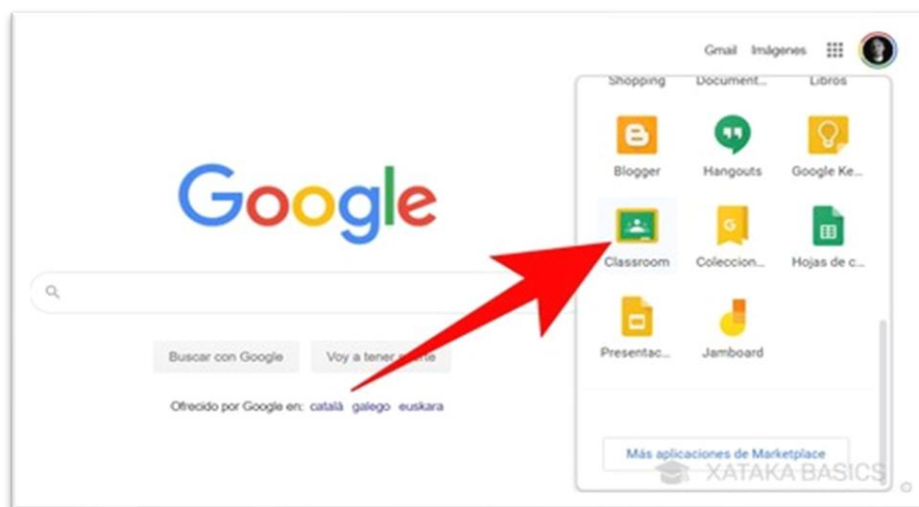 Gmail Imágenes
Shopping Document... Libros
Blogger Hangouts Google Ke...
Google
Classroom Coleccion... Hojas de c...
Presentac... Jamboard
Buscar con Google Voy a tener
Ofrecido por Google en: català galego euskara
Más aplicaciones de Marketplace
XATAKA BASICS